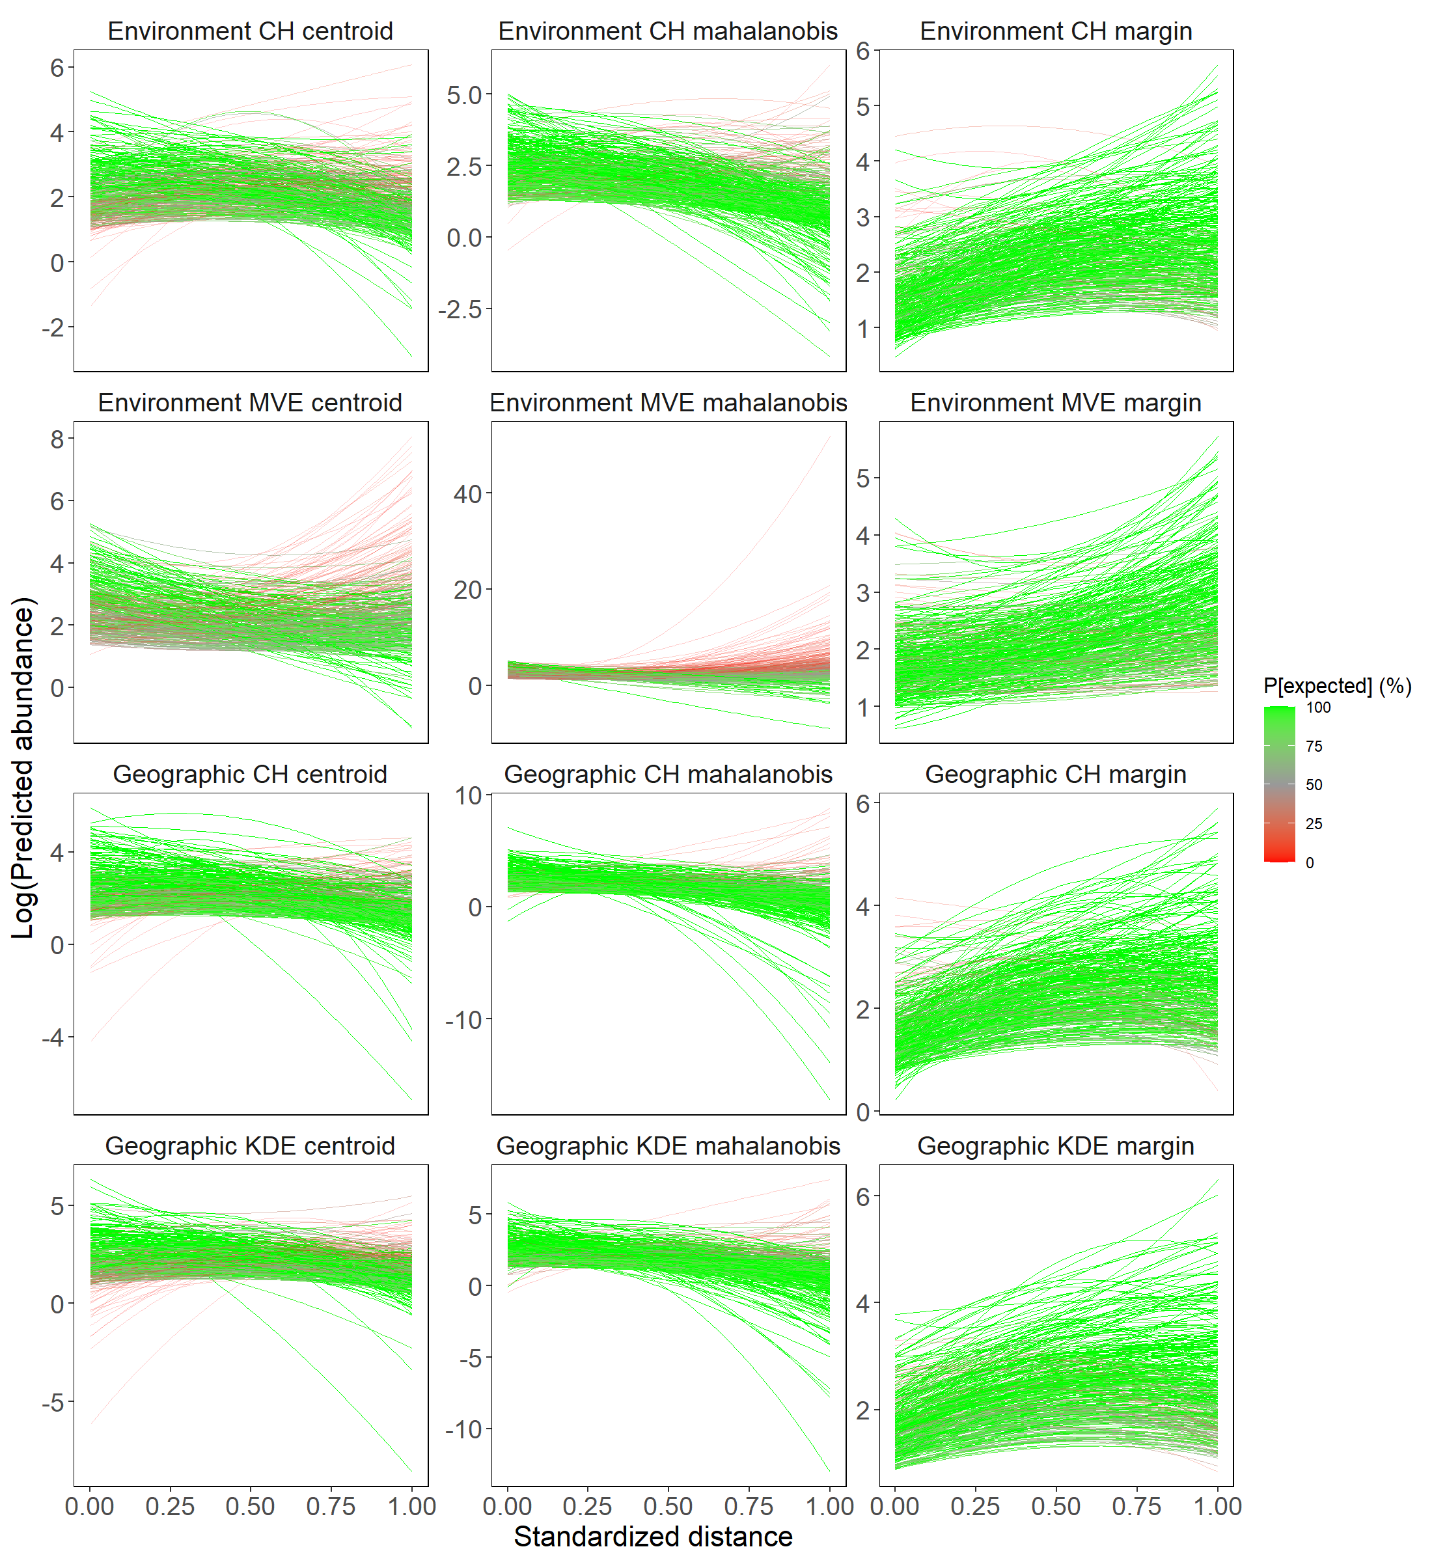 Environment CH centroid
Environment CH mahalanobis
Environment CH margin
6
4
2
0
-2
5.0
2.5
0.0
-2.5
6
5
4
3
2
1
Environment MVE centroid
Environment MVE mahalanobis
Environment MVE margin
8
6
4
2
0
40
20
0
5
4
3
2
1
Log(Predicted abundance)
P[expected] (%)
100
75
50
25
0
Geographic CH centroid
Geographic CH mahalanobis
Geographic CH margin
4
0
-4
10
0
-10
6
4
2
0
Geographic KDE centroid
Geographic KDE mahalanobis
Geographic KDE margin
5
0
-5
5
0
-5
-10
6
4
2
0.00 0.25 0.50 0.75 1.00
0.00 0.25 0.50 0.75 1.00
0.00 0.25 0.50 0.75 1.00
Standardized distance